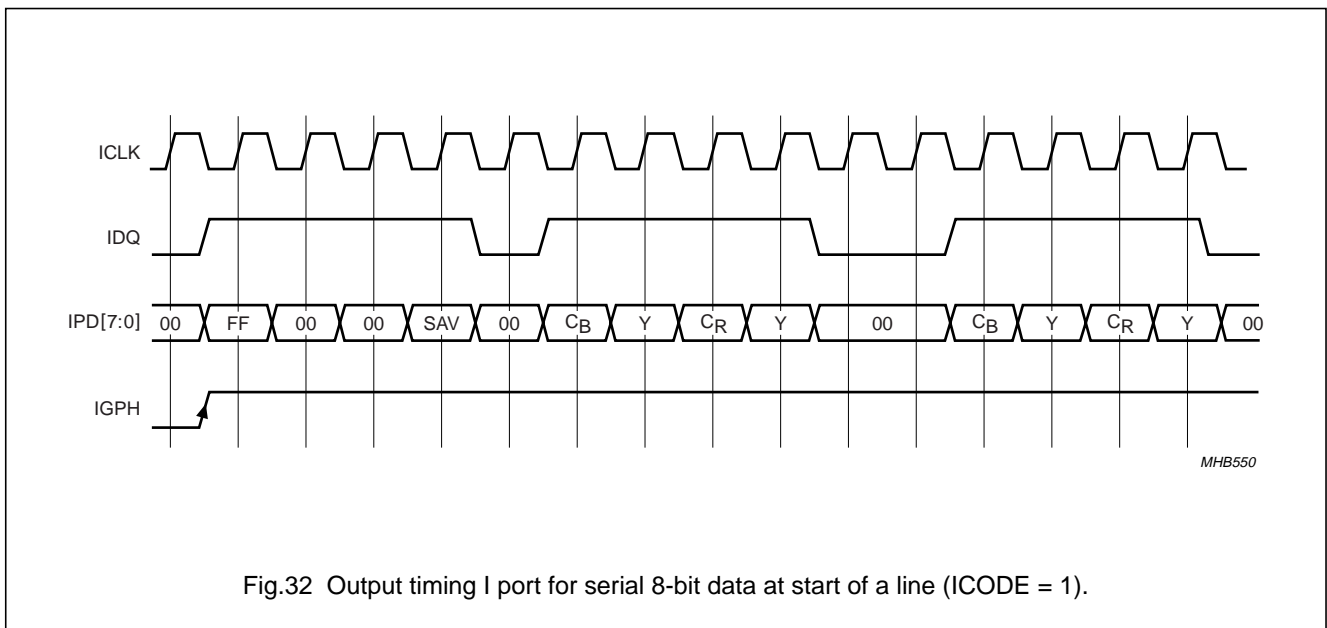 ICLK
IDQ
IPD[7:0] 00 FF 00 00 SAV 00 CB Y CR Y 00 CB Y CR Y 00
IGPH
MHB550
Fig.32 Output timing I port for serial 8-bit data at start of a line (ICODE = 1).